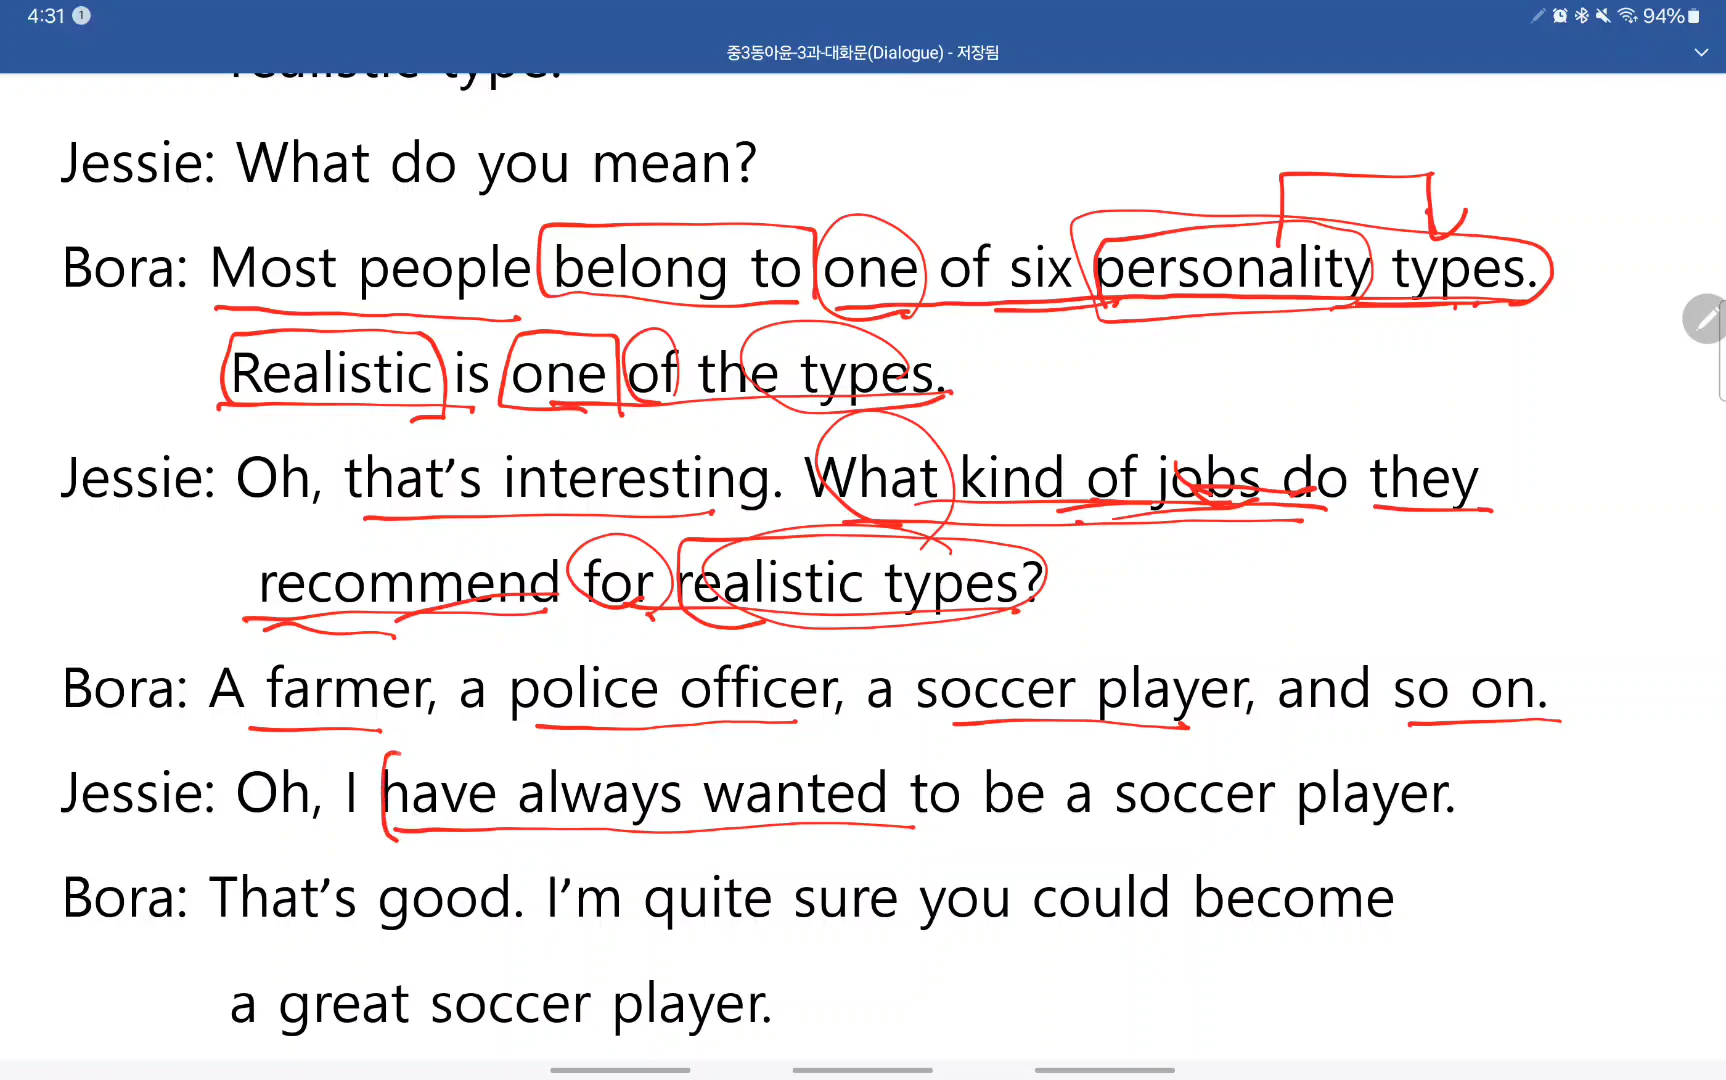 4:31 1 94%
중3동아윤-3과-대화문(Dialogue) - 저장됨
realistic type.
Jessie: What do you mean?
Bora: Most people belong to one of six personality types.
Realistic is one of the types.
Jessie: Oh, that's interesting. What kind of jobs do they
recommend for realistic types?
Bora: A farmer, a police officer, a soccer player, and so on.
Jessie: Oh, I have always wanted to be a soccer player.
Bora: That's good. I'm quite sure you could become
a great soccer player.